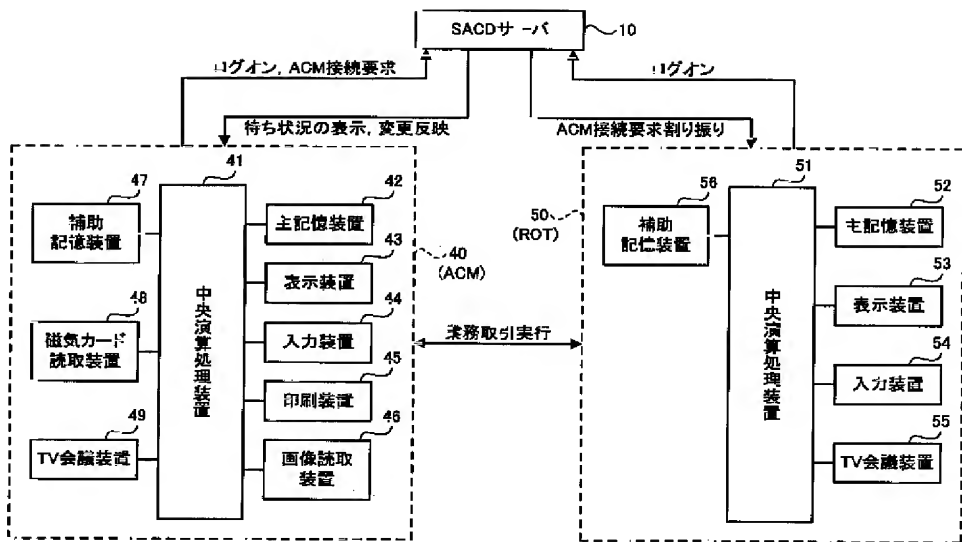 SACDサーバ
10
ログオン, ACM接続要求
ログオン
待ち状況の表示, 変更反映
ACM接続要求割り振り
41
47
補助
記憶装置
42
主記憶装置
43
表示装置
40
(ACM)
48
磁気カード
読取装置
中央演算処理装置
44
入力装置
45
印刷装置
49
TV会議装置
46
画像読取
装置
業務取引実行
50
(ROT)
51
56
補助
記憶装置
52
主記憶装置
53
表示装置
中央演算処理装置
54
入力装置
55
TV会議装置